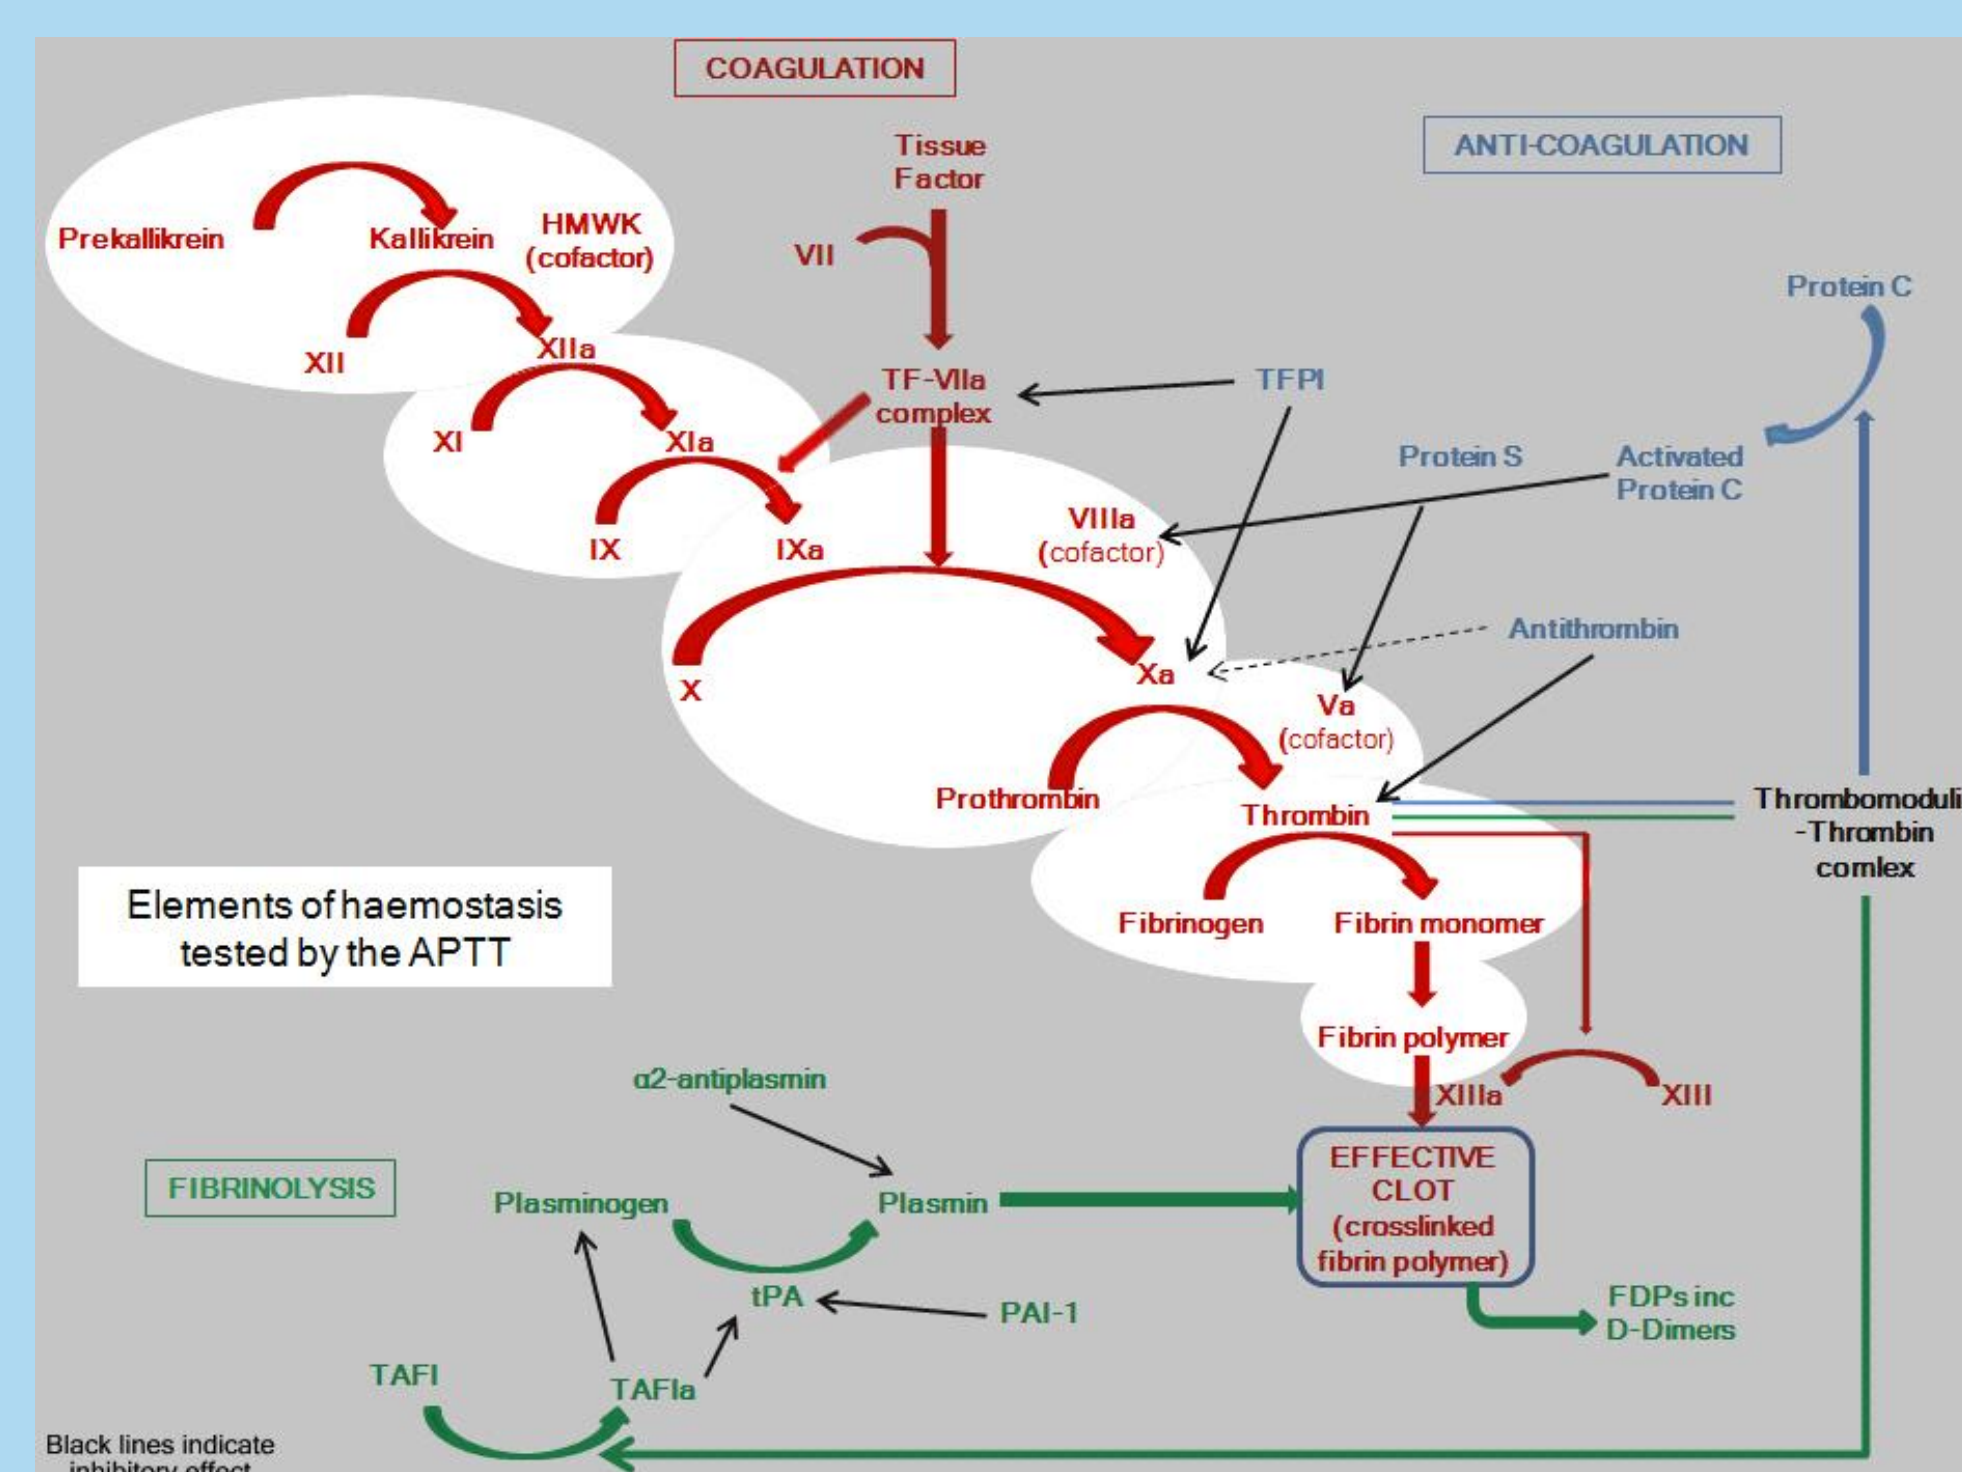 COAGULATION
ANTI-COAGULATION
Tissue
Factor
Prekallikrein
Kallikrein
HMWK
(cofactor)
VII
Protein C
XII
XIIa
TF-VIIa
complex
TFPI
XI
XIa
Protein S
Activated
Protein C
IX
IXa
VIIIa
(cofactor)
Antithrombin
X
Xa
Va
(cofactor)
Prothrombin
Thrombin
Thrombomoduli
-Thrombin
comlex
Elements of haemostasis
tested by the APTT
Fibrinogen
Fibrin monomer
Fibrin polymer
α2-antiplasmin
XIIIa
XIII
FIBRINOLYSIS
Plasminogen
Plasmin
EFFECTIVE
CLOT
(crosslinked
fibrin polymer)
tPA
PAI-1
FDPs inc
D-Dimers
TAFI
TAFIa
Black lines indicate
inhibitory effect